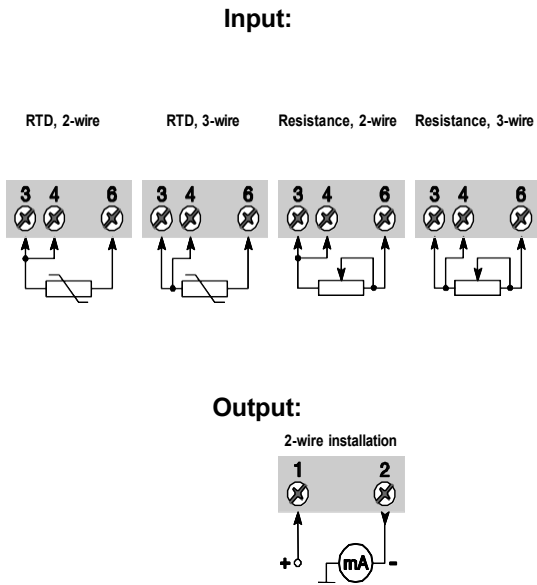 Input:
RTD, 2-wire RTD, 3-wire Resistance, 2-wire Resistance, 3-wire
3 4 6 3 4 6 3 4 6 3 4 6
Output:
2-wire installation
1 2
+ mA -